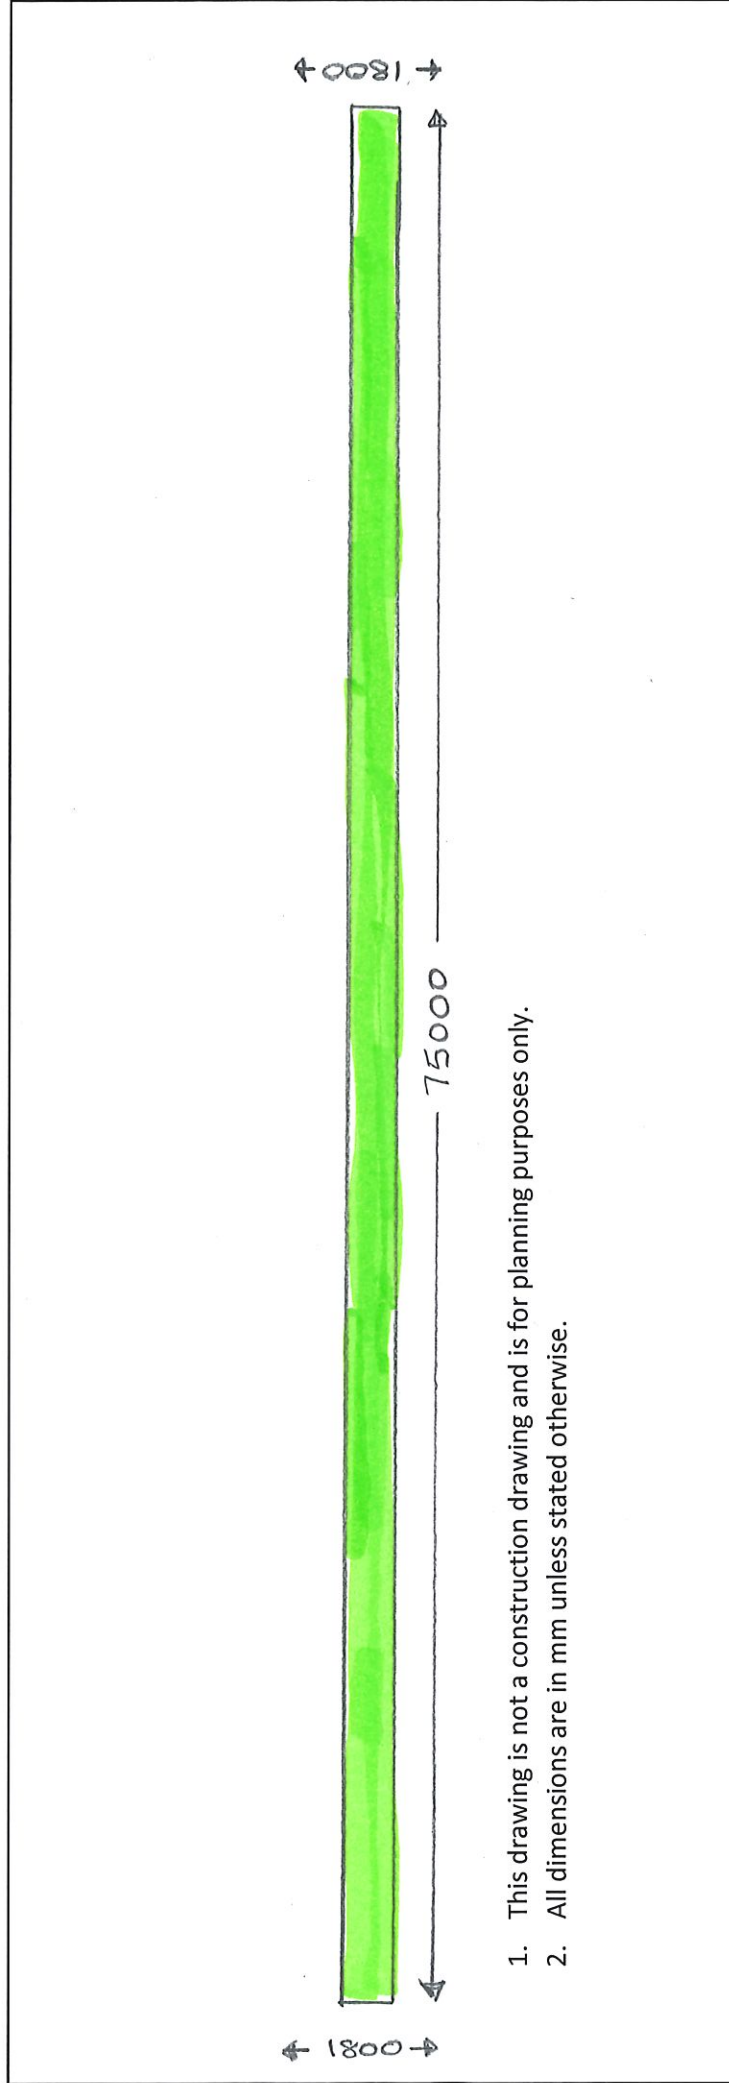 1800
1800
75000
1. This drawing is not a construction drawing and is for planning purposes only.
2. All dimensions are in mm unless stated otherwise.